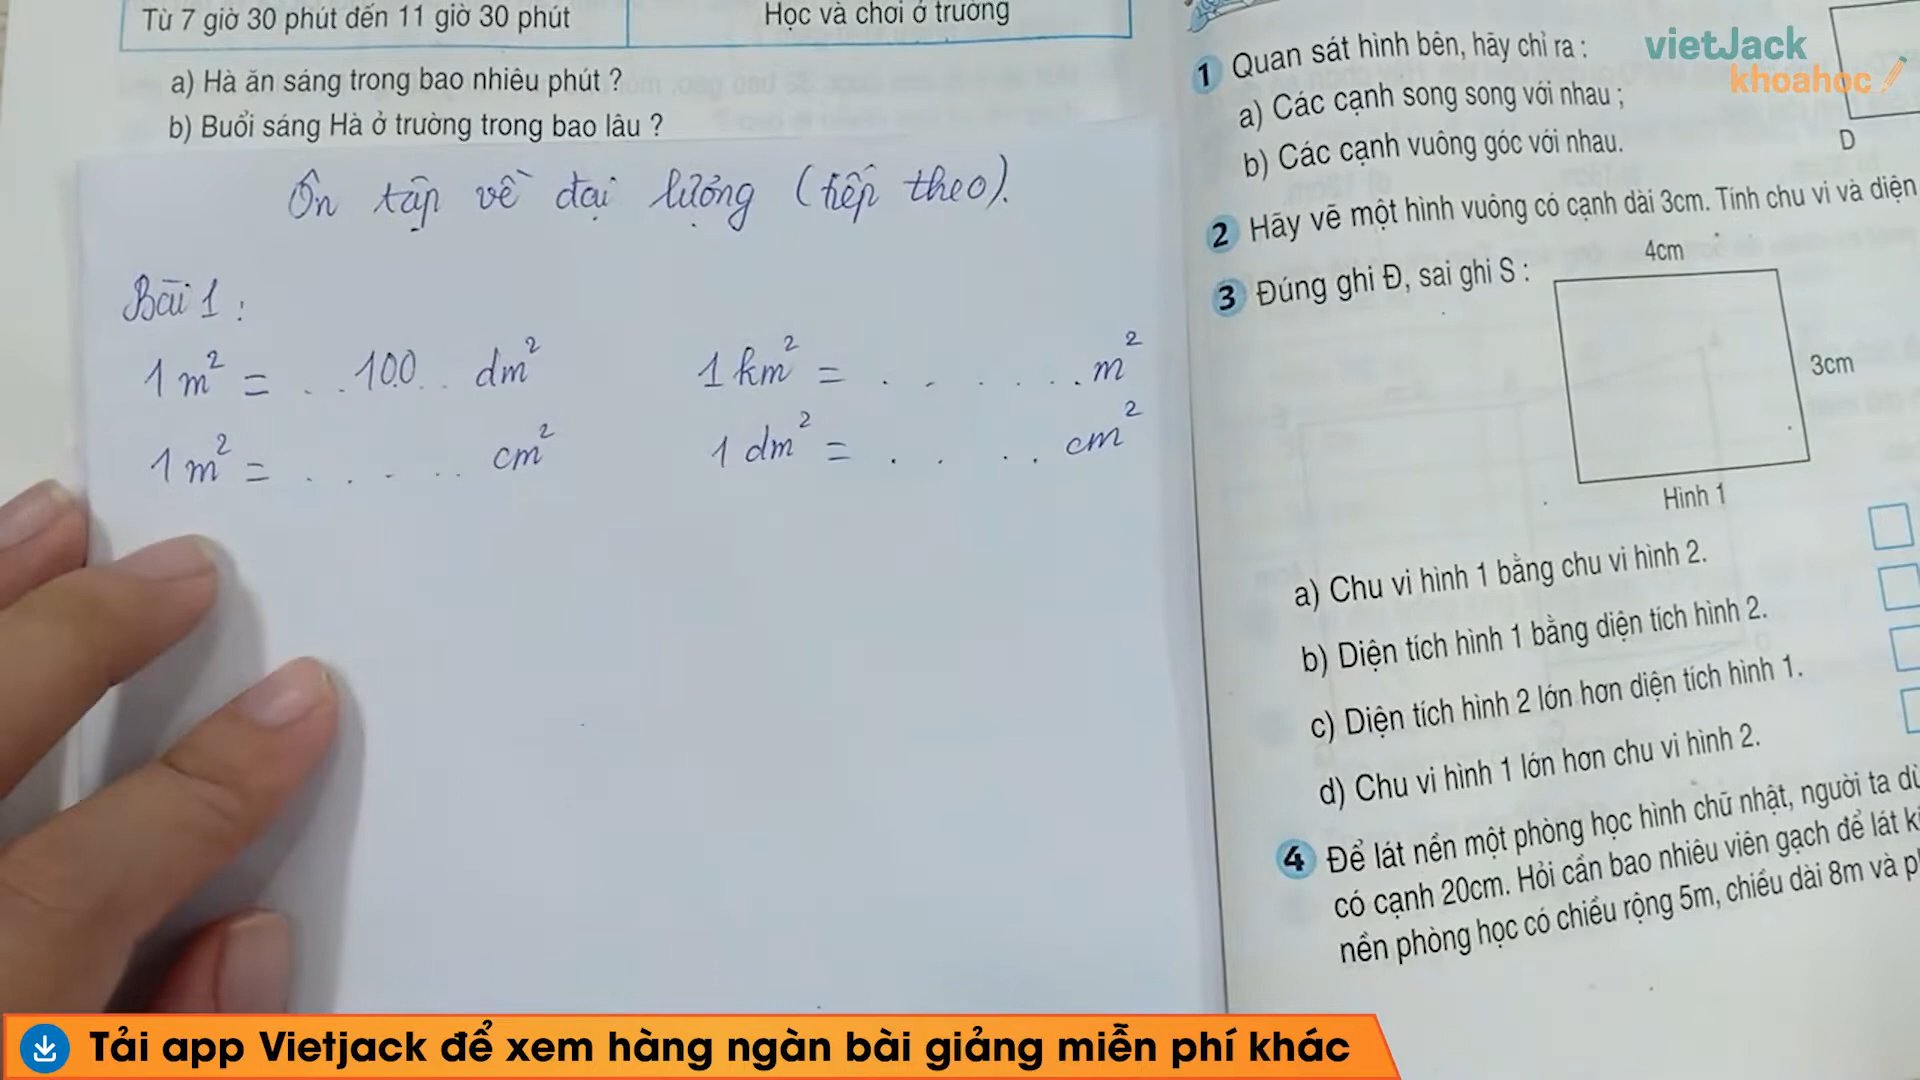 Từ 7 giờ 30 phút đến 11 giờ 30 phút
Học và chơi ở trường
a) Hà ăn sáng trong bao nhiêu phút ?
b) Buổi sáng Hà ở trường trong bao lâu ?
Ôn tập về đại lượng (tiếp theo).
Bài 1 :
1 m² = . . 100 . . dm²
1 km² = . . . . . . m²
1 m² = . . . . . cm²
1 dm² = . . . . cm²
1 Quan sát hình bên, hãy chỉ ra :
a) Các cạnh song song với nhau ;
b) Các cạnh vuông góc với nhau.
D
2 Hãy vẽ một hình vuông có cạnh dài 3cm. Tính chu vi và diện
3 Đúng ghi Đ, sai ghi S :
4cm
3cm
Hình 1
a) Chu vi hình 1 bằng chu vi hình 2.
b) Diện tích hình 1 bằng diện tích hình 2.
c) Diện tích hình 2 lớn hơn diện tích hình 1.
d) Chu vi hình 1 lớn hơn chu vi hình 2.
4 Để lát nền một phòng học hình chữ nhật, người ta
có cạnh 20cm. Hỏi cần bao nhiêu viên gạch để lát
nền phòng học có chiều rộng 5m, chiều dài 8m và
vietJack
khoahoc
Tải app Vietjack để xem hàng ngàn bài giảng miễn phí khác